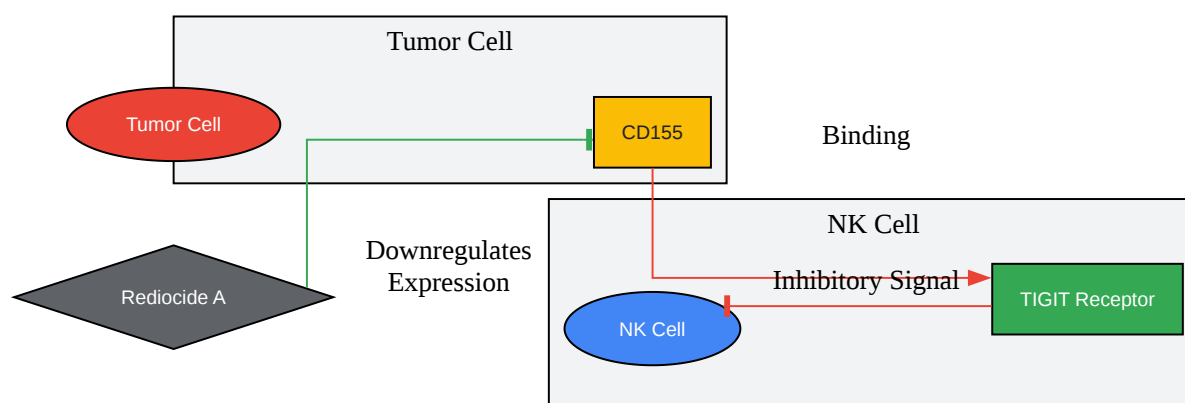 Tumor Cell
Tumor Cell
CD155
Binding
Downregulates
Expression
Rediocide A
NK Cell
Inhibitory Signal
TIGIT Receptor
NK Cell